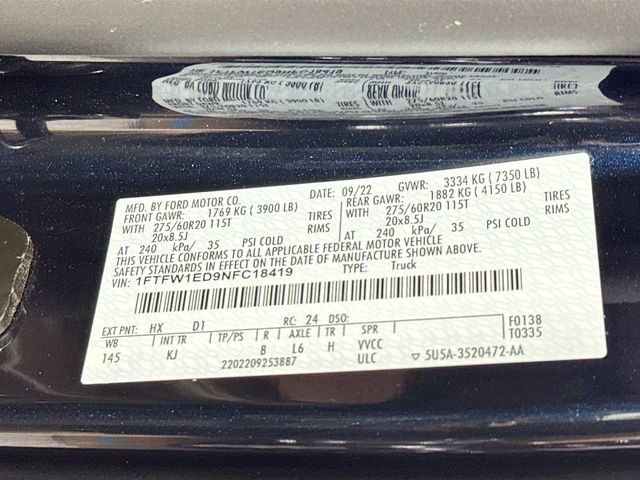 MFD. BY FORD MOTOR CO. DATE: 09/22 GVWR: 3334 KG ( 7350 LB)
FRONT GAWR: 1769 KG ( 3900 LB) REAR GAWR: 1882 KG ( 4150 LB)
WITH 275/60R20 115T TIRES WITH 275/60R20 115T TIRES
20x8.5J RIMS 20x8.5J RIMS
AT 240 kPa/ 35 PSI COLD AT 240 kPa/ 35 PSI COLD
THIS VEHICLE CONFORMS TO ALL APPLICABLE FEDERAL MOTOR VEHICLE
SAFETY STANDARDS IN EFFECT ON THE DATE OF MANUFACTURE SHOWN ABOVE.
VIN: 1FTFW1ED9NFC18419 TYPE: Truck
EXT PNT: HX D1 RC: 24 DSO: F0138
WB INT TR TP/PS R AXLE TR SPR T0335
145 KJ 8 L6 H VVCC
2202209253887 ULC ▽ 5U5A-3520472-AA